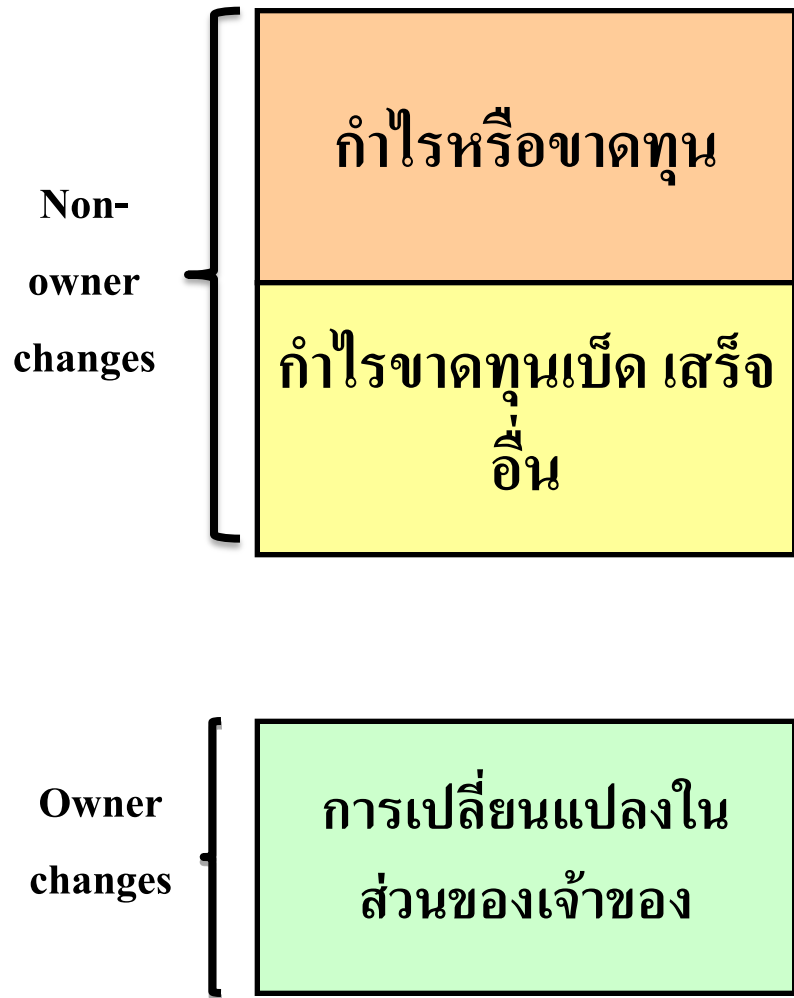 กำไรหรือขาดทุน
Non-
owner
changes
กำไรขาดทุนเบ็ด เสร็จ
อื่น
Owner
changes
การเปลี่ยนแปลงใน
ส่วนของเจ้าของ